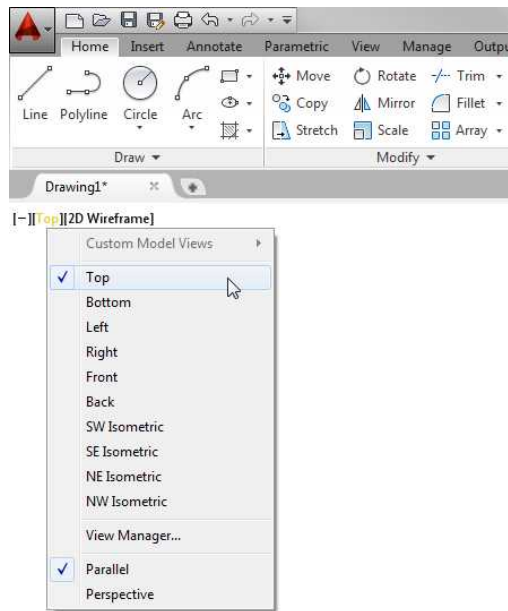 Home Insert Annotate Parametric View Manage Outpu
Line Polyline Circle Arc
Move Rotate Trim
Copy Mirror Fillet
Stretch Scale Array
Draw Modify
Drawing1*
[−][Top][2D Wireframe]
Custom Model Views
Top
Bottom
Left
Right
Front
Back
SW Isometric
SE Isometric
NE Isometric
NW Isometric
View Manager...
Parallel
Perspective